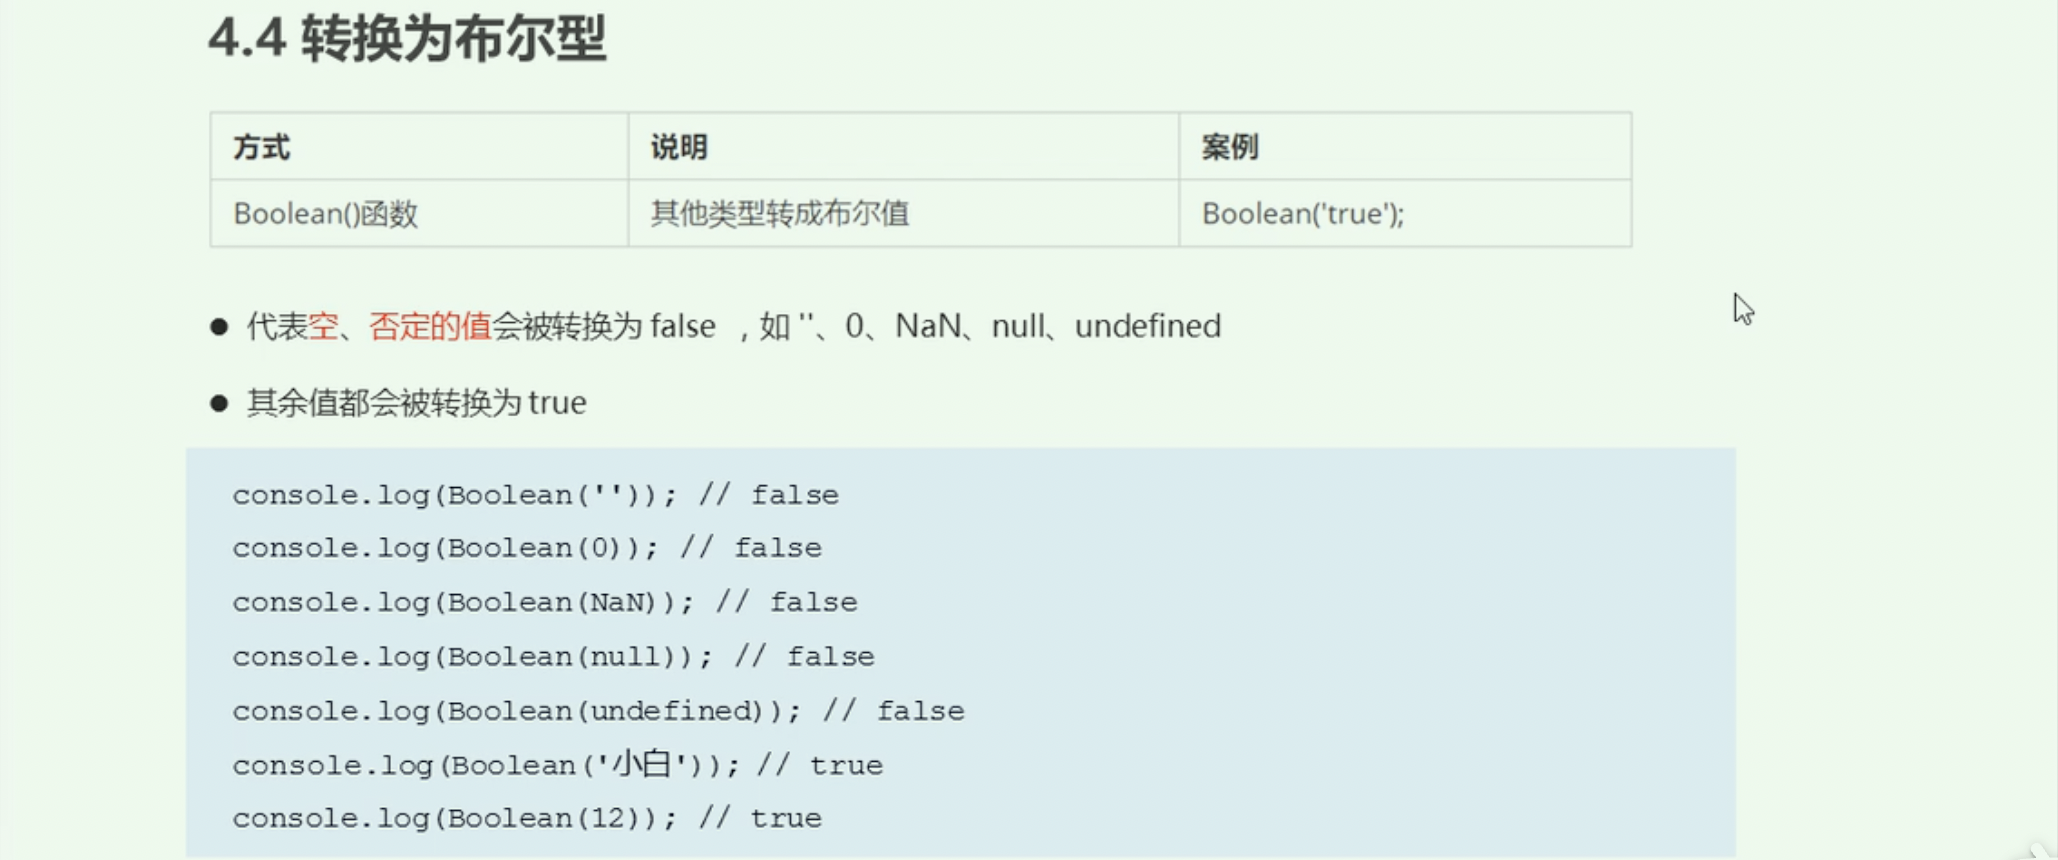 4.4 转换为布尔型
方式 说明 案例
Boolean()函数 其他类型转成布尔值 Boolean('true');
● 代表空、否定的值会被转换为 false ，如 ''、0、NaN、null、undefined
● 其余值都会被转换为 true
console.log(Boolean('')); // false
console.log(Boolean(0)); // false
console.log(Boolean(NaN)); // false
console.log(Boolean(null)); // false
console.log(Boolean(undefined)); // false
console.log(Boolean('小白')); // true
console.log(Boolean(12)); // true